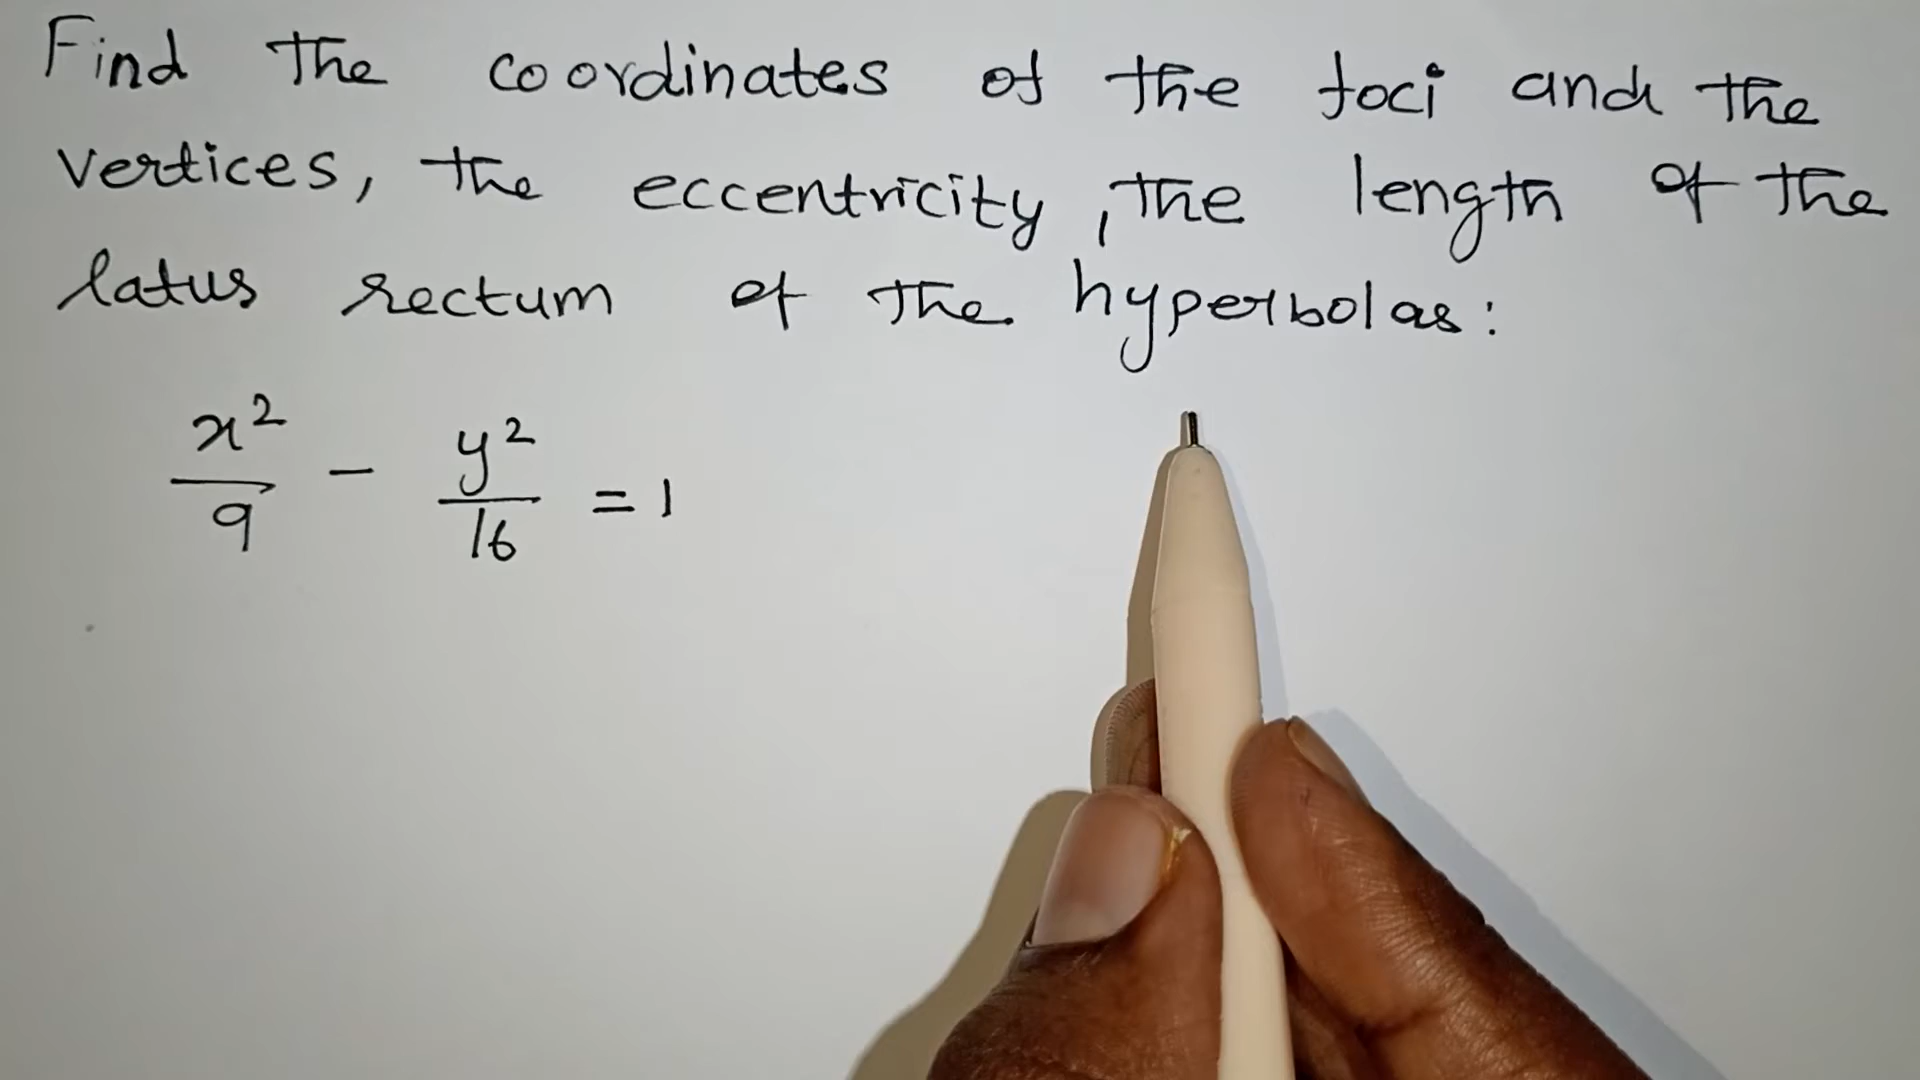 Find the coordinates of the foci and the
vertices, the eccentricity, the length of the
latus rectum of the hyperbolas:
x²/9 - y²/16 = 1